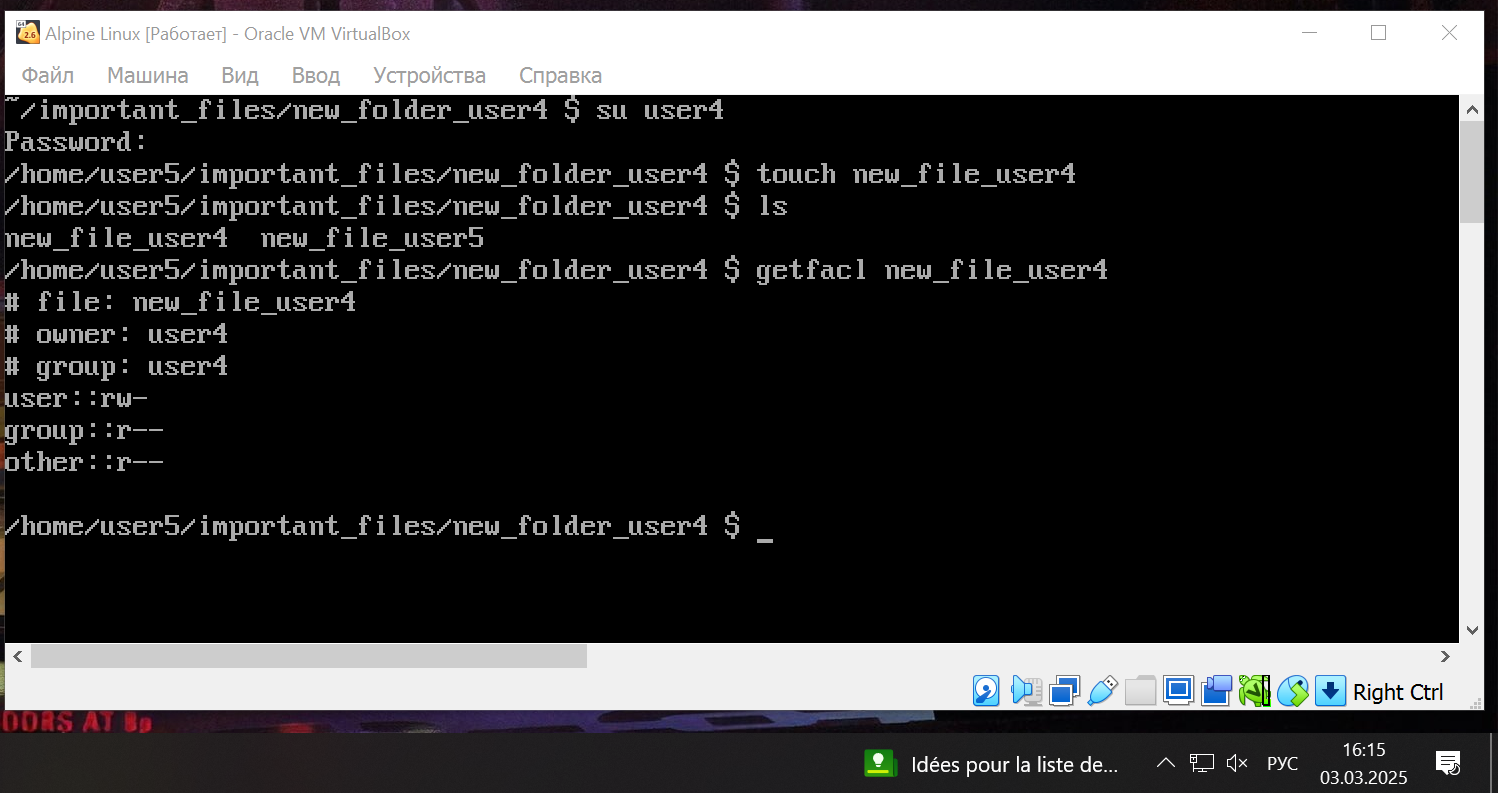 Alpine Linux [Работает] - Oracle VM VirtualBox
Файл Машина Вид Ввод Устройства Справка
~/important_files/new_folder_user4 $ su user4
Password:
/home/user5/important_files/new_folder_user4 $ touch new_file_user4
/home/user5/important_files/new_folder_user4 $ ls
new_file_user4  new_file_user5
/home/user5/important_files/new_folder_user4 $ getfacl new_file_user4
# file: new_file_user4
# owner: user4
# group: user4
user::rw-
group::r--
other::r--
/home/user5/important_files/new_folder_user4 $ _
Right Ctrl
DOORS AT 8p
Idées pour la liste de...
РУС
16:15
03.03.2025